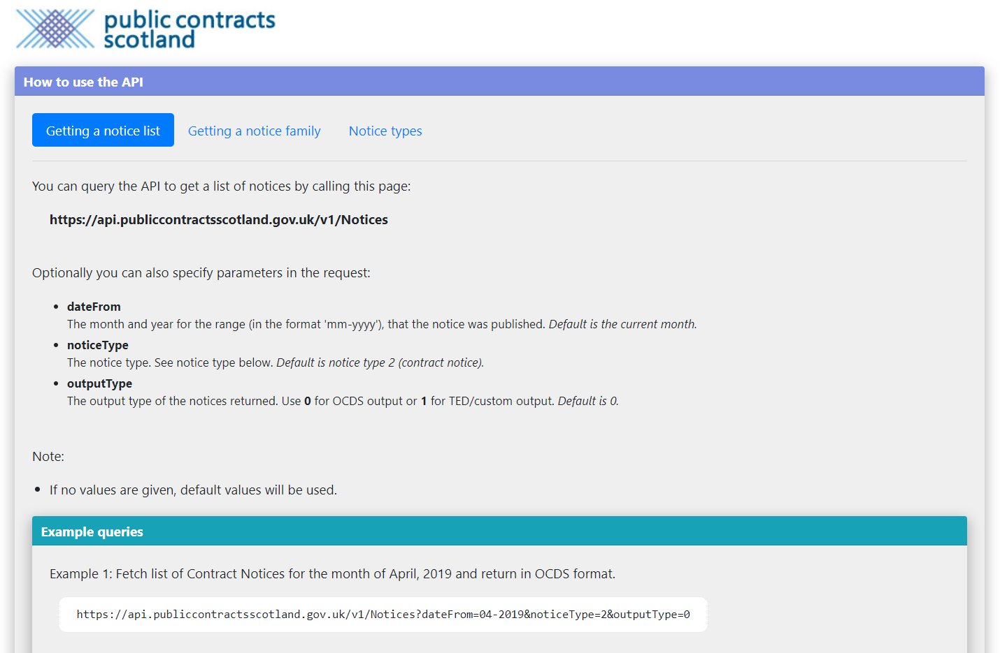 public contracts
scotland
How to use the API
Getting a notice list
Getting a notice family
Notice types
You can query the API to get a list of notices by calling this page:
https://api.publiccontractsscotland.gov.uk/v1/Notices
Optionally you can also specify parameters in the request:
• dateFrom
The month and year for the range (in the format 'mm-yyyy'), that the notice was published. Default is the current month.
• noticeType
The notice type. See notice type below. Default is notice type 2 (contract notice).
• outputType
The output type of the notices returned. Use 0 for OCDS output or 1 for TED/custom output. Default is 0.
Note:
• If no values are given, default values will be used.
Example queries
Example 1: Fetch list of Contract Notices for the month of April, 2019 and return in OCDS format.
https://api.publiccontractsscotland.gov.uk/v1/Notices?dateFrom=04-2019&noticeType=2&outputType=0